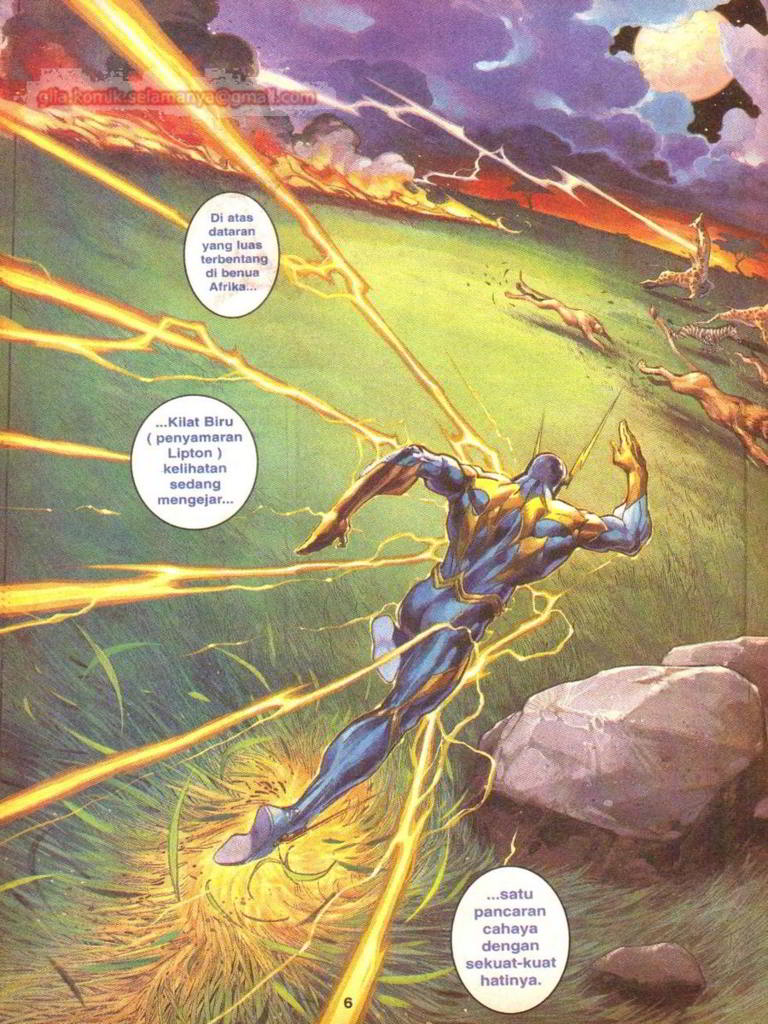 gila.komik.selamanya@gmail.com
Di atas
dataran
yang luas
terbentang
di benua
Afrika...
...Kilat Biru
( penyamaran
Lipton )
kelihatan
sedang
mengejar...
...satu
pancaran
cahaya
dengan
sekuat-kuat
hatinya.
6